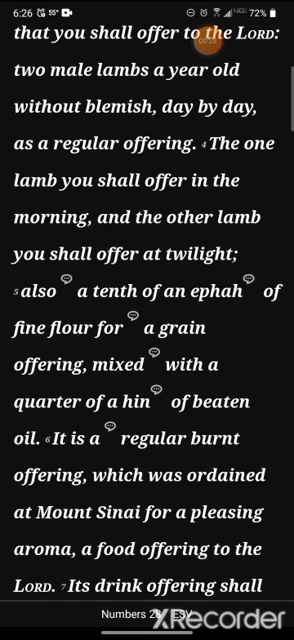 6:26 55° 72%
that you shall offer to the LORD:
00:26
two male lambs a year old
without blemish, day by day,
as a regular offering. 4 The one
lamb you shall offer in the
morning, and the other lamb
you shall offer at twilight;
5 also a tenth of an ephah of
fine flour for a grain
offering, mixed with a
quarter of a hin of beaten
oil. 6 It is a regular burnt
offering, which was ordained
at Mount Sinai for a pleasing
aroma, a food offering to the
LORD. 7 Its drink offering shall
Numbers 28 ESV
XRecorder